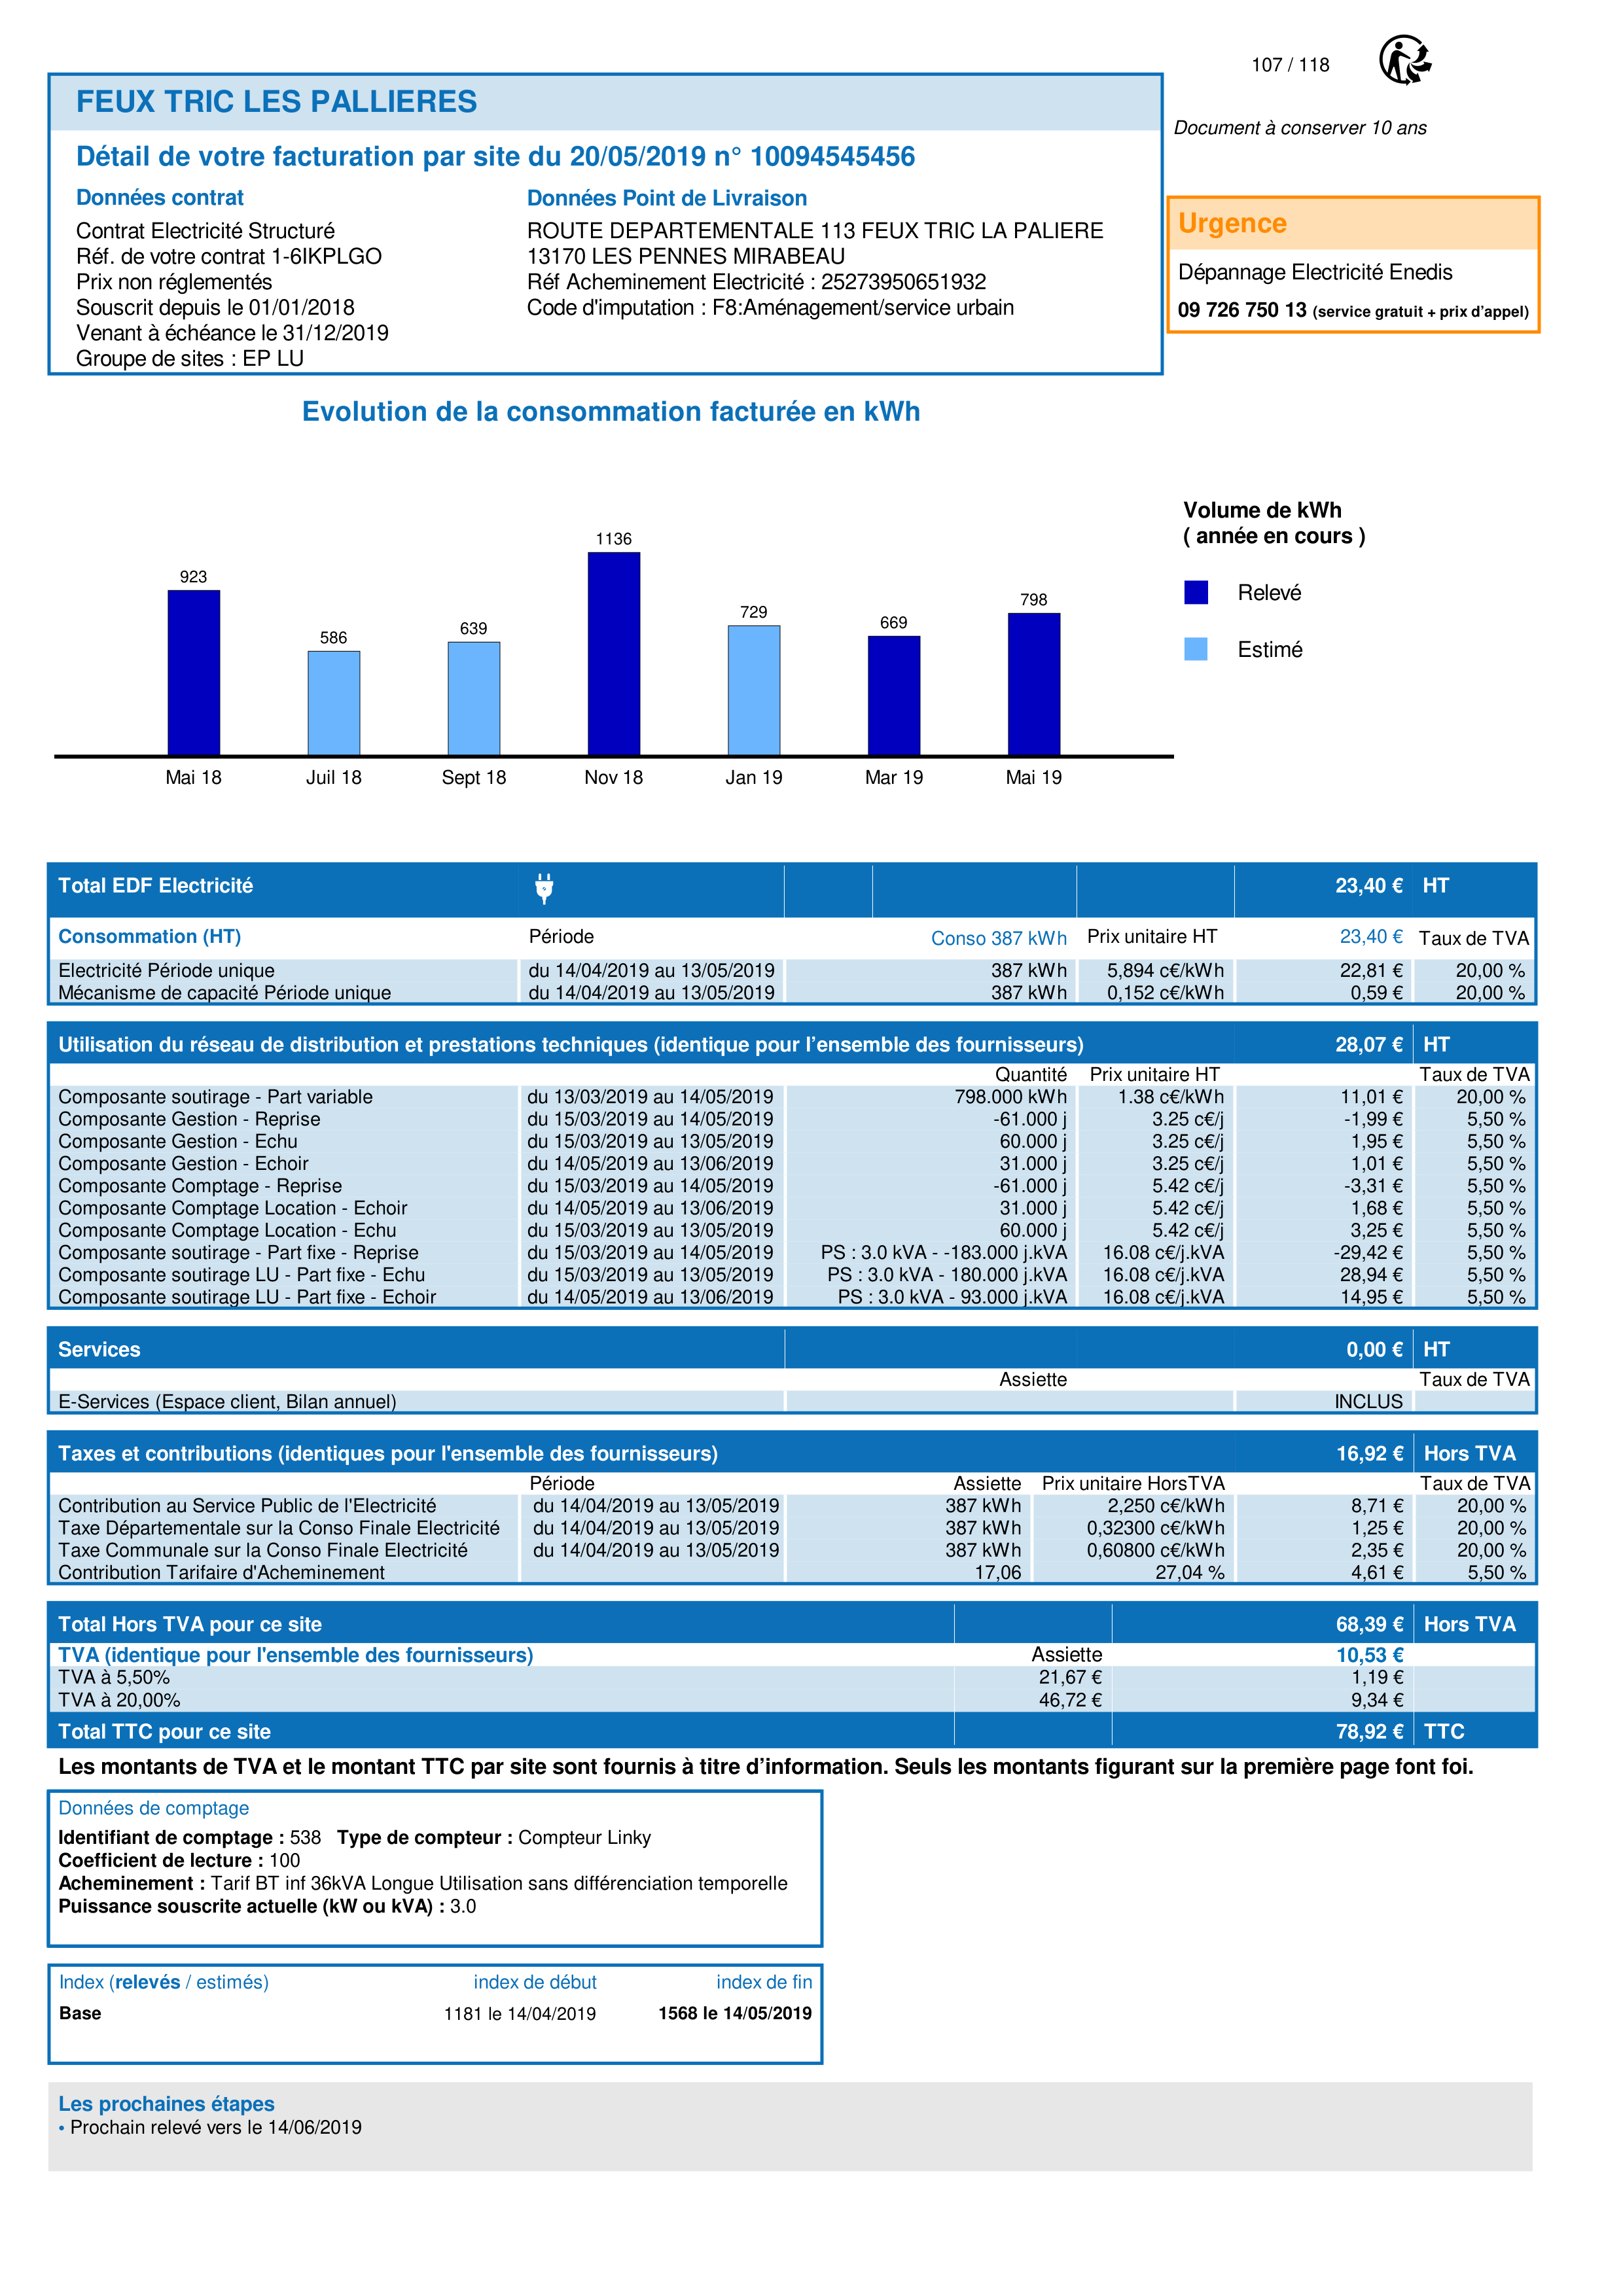 107 / 118
FEUX TRIC LES PALLIERES
Document à conserver 10 ans
Détail de votre facturation par site du 20/05/2019 n° 10094545456
Données contrat
Contrat Electricité Structuré
Réf. de votre contrat 1-6IKPLGO
Prix non réglementés
Souscrit depuis le 01/01/2018
Venant à échéance le 31/12/2019
Groupe de sites : EP LU
Données Point de Livraison
ROUTE DEPARTEMENTALE 113 FEUX TRIC LA PALIERE
13170 LES PENNES MIRABEAU
Réf Acheminement Electricité : 25273950651932
Code d'imputation : F8:Aménagement/service urbain
Urgence
Dépannage Electricité Enedis
09 726 750 13 (service gratuit + prix d'appel)
Evolution de la consommation facturée en kWh
923 586 639 1136 729 669 798
Mai 18 Juil 18 Sept 18 Nov 18 Jan 19 Mar 19 Mai 19
Volume de kWh
( année en cours )
Relevé
Estimé
Total EDF Electricité 23,40 € HT
Consommation (HT) Période Conso 387 kWh Prix unitaire HT 23,40 € Taux de TVA
Electricité Période unique du 14/04/2019 au 13/05/2019 387 kWh 5,894 c€/kWh 22,81 € 20,00 %
Mécanisme de capacité Période unique du 14/04/2019 au 13/05/2019 387 kWh 0,152 c€/kWh 0,59 € 20,00 %
Utilisation du réseau de distribution et prestations techniques (identique pour l'ensemble des fournisseurs) 28,07 € HT
Quantité Prix unitaire HT Taux de TVA
Composante soutirage - Part variable du 13/03/2019 au 14/05/2019 798.000 kWh 1.38 c€/kWh 11,01 € 20,00 %
Composante Gestion - Reprise du 15/03/2019 au 14/05/2019 -61.000 j 3.25 c€/j -1,99 € 5,50 %
Composante Gestion - Echu du 15/03/2019 au 13/05/2019 60.000 j 3.25 c€/j 1,95 € 5,50 %
Composante Gestion - Echoir du 14/05/2019 au 13/06/2019 31.000 j 3.25 c€/j 1,01 € 5,50 %
Composante Comptage - Reprise du 15/03/2019 au 14/05/2019 -61.000 j 5.42 c€/j -3,31 € 5,50 %
Composante Comptage Location - Echoir du 14/05/2019 au 13/06/2019 31.000 j 5.42 c€/j 1,68 € 5,50 %
Composante Comptage Location - Echu du 15/03/2019 au 13/05/2019 60.000 j 5.42 c€/j 3,25 € 5,50 %
Composante soutirage - Part fixe - Reprise du 15/03/2019 au 14/05/2019 PS : 3.0 kVA - -183.000 j.kVA 16.08 c€/j.kVA -29,42 € 5,50 %
Composante soutirage LU - Part fixe - Echu du 15/03/2019 au 13/05/2019 PS : 3.0 kVA - 180.000 j.kVA 16.08 c€/j.kVA 28,94 € 5,50 %
Composante soutirage LU - Part fixe - Echoir du 14/05/2019 au 13/06/2019 PS : 3.0 kVA - 93.000 j.kVA 16.08 c€/j.kVA 14,95 € 5,50 %
Services 0,00 € HT
Assiette Taux de TVA
E-Services (Espace client, Bilan annuel) INCLUS
Taxes et contributions (identiques pour l'ensemble des fournisseurs) 16,92 € Hors TVA
Période Assiette Prix unitaire HorsTVA Taux de TVA
Contribution au Service Public de l'Electricité du 14/04/2019 au 13/05/2019 387 kWh 2,250 c€/kWh 8,71 € 20,00 %
Taxe Départementale sur la Conso Finale Electricité du 14/04/2019 au 13/05/2019 387 kWh 0,32300 c€/kWh 1,25 € 20,00 %
Taxe Communale sur la Conso Finale Electricité du 14/04/2019 au 13/05/2019 387 kWh 0,60800 c€/kWh 2,35 € 20,00 %
Contribution Tarifaire d'Acheminement 17,06 27,04 % 4,61 € 5,50 %
Total Hors TVA pour ce site 68,39 € Hors TVA
TVA (identique pour l'ensemble des fournisseurs) Assiette 10,53 €
TVA à 5,50% 21,67 € 1,19 €
TVA à 20,00% 46,72 € 9,34 €
Total TTC pour ce site 78,92 € TTC
Les montants de TVA et le montant TTC par site sont fournis à titre d'information. Seuls les montants figurant sur la première page font foi.
Données de comptage
Identifiant de comptage : 538 Type de compteur : Compteur Linky
Coefficient de lecture : 100
Acheminement : Tarif BT inf 36kVA Longue Utilisation sans différenciation temporelle
Puissance souscrite actuelle (kW ou kVA) : 3.0
Index (relevés / estimés) index de début index de fin
Base 1181 le 14/04/2019 1568 le 14/05/2019
Les prochaines étapes
• Prochain relevé vers le 14/06/2019